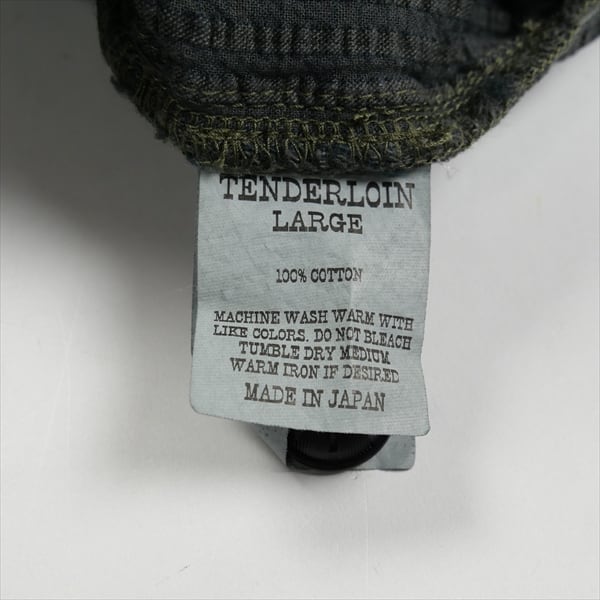 TENDERLOIN
LARGE
100% COTTON
MACHINE WASH WARM WITH
LIKE COLORS. DO NOT BLEACH
TUMBLE DRY MEDIUM
WARM IRON IF DESIRED
MADE IN JAPAN